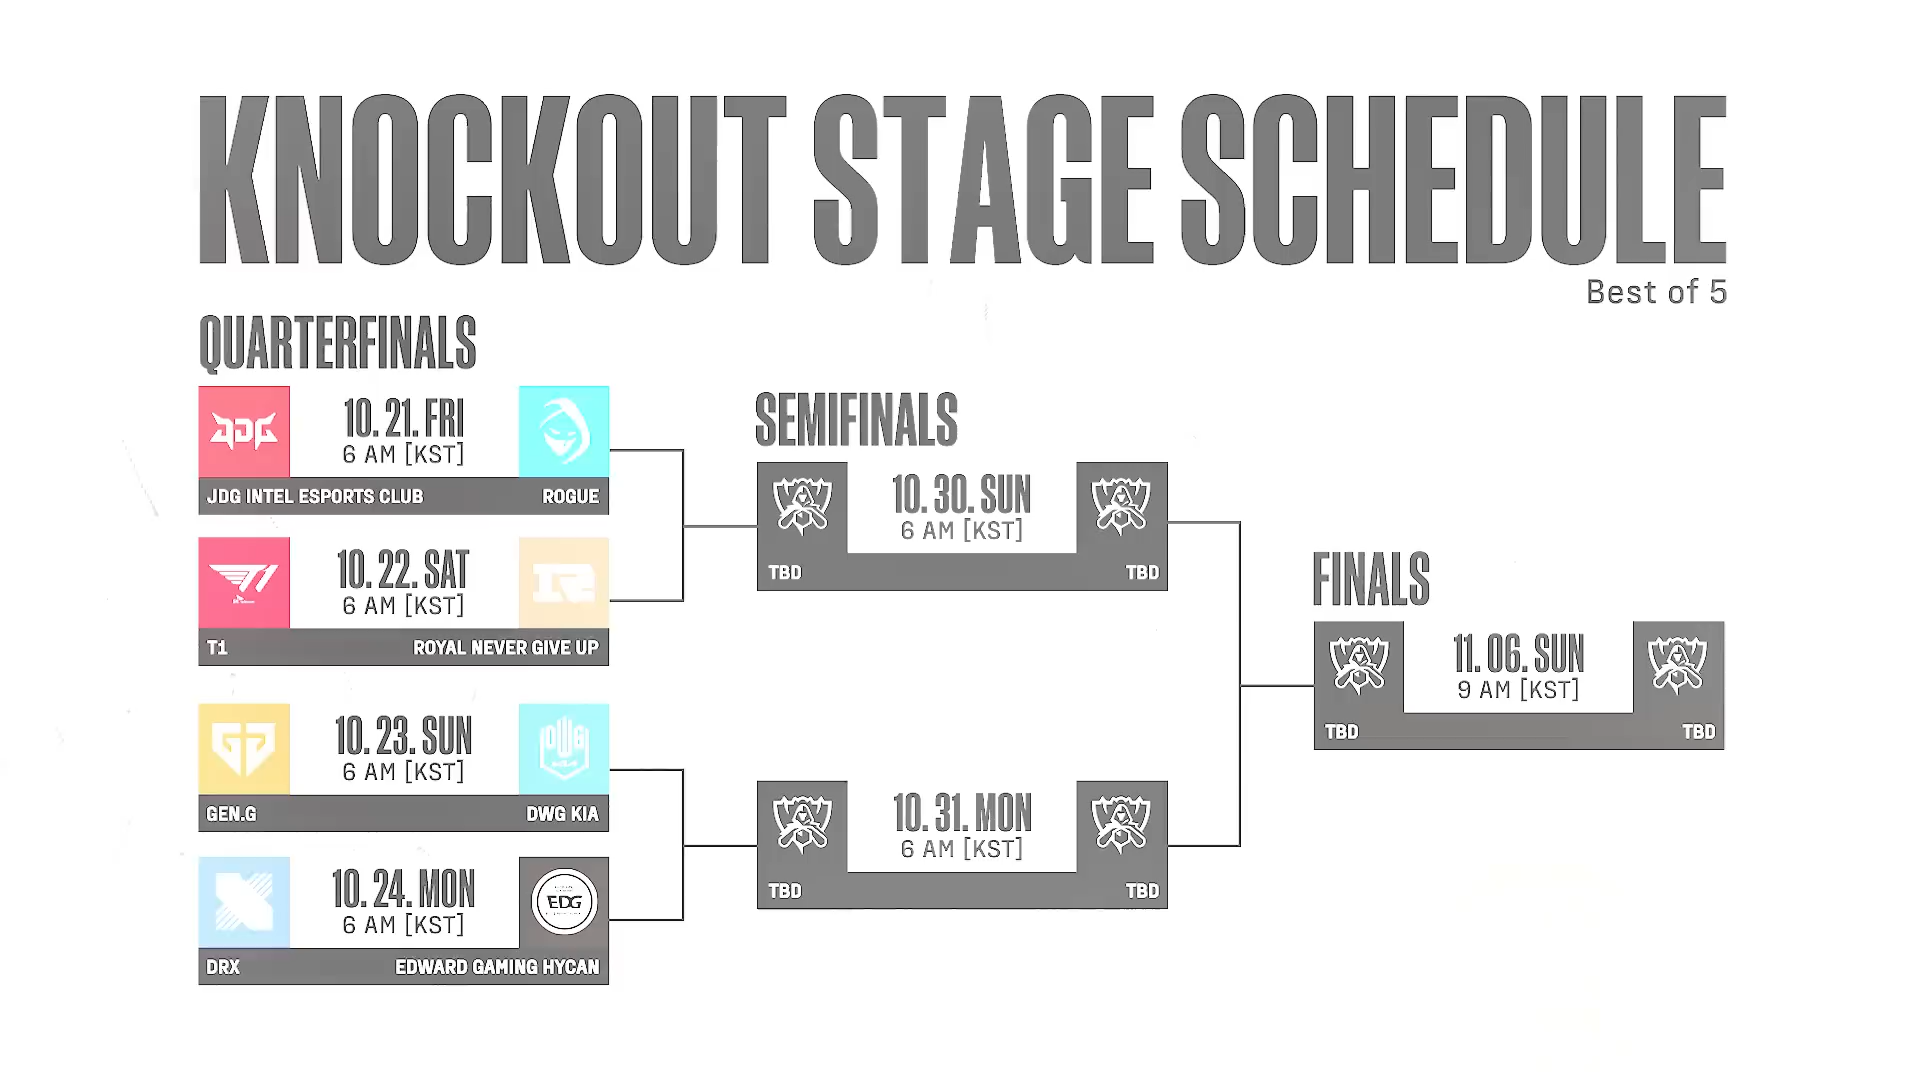 KNOCKOUT STAGE SCHEDULE
Best of 5
QUARTERFINALS
JDG
10. 21. FRI
6 AM [KST]
JDG INTEL ESPORTS CLUB
ROGUE
T1
10. 22. SAT
6 AM [KST]
T1
ROYAL NEVER GIVE UP
10. 23. SUN
6 AM [KST]
DWG
GEN.G
DWG KIA
10. 24. MON
6 AM [KST]
EDG
DRX
EDWARD GAMING HYCAN
SEMIFINALS
10. 30. SUN
6 AM [KST]
TBD
TBD
10. 31. MON
6 AM [KST]
TBD
TBD
FINALS
11. 06. SUN
9 AM [KST]
TBD
TBD